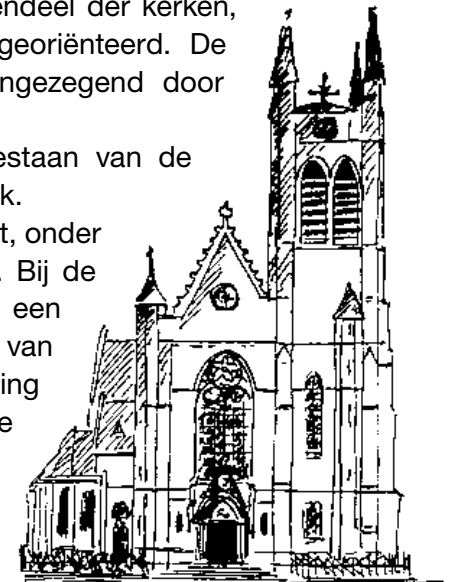 endeel der kerken,
georiënteerd. De
ngezegend door
estaan van de
k.
t, onder
. Bij de
een
van
ing
e